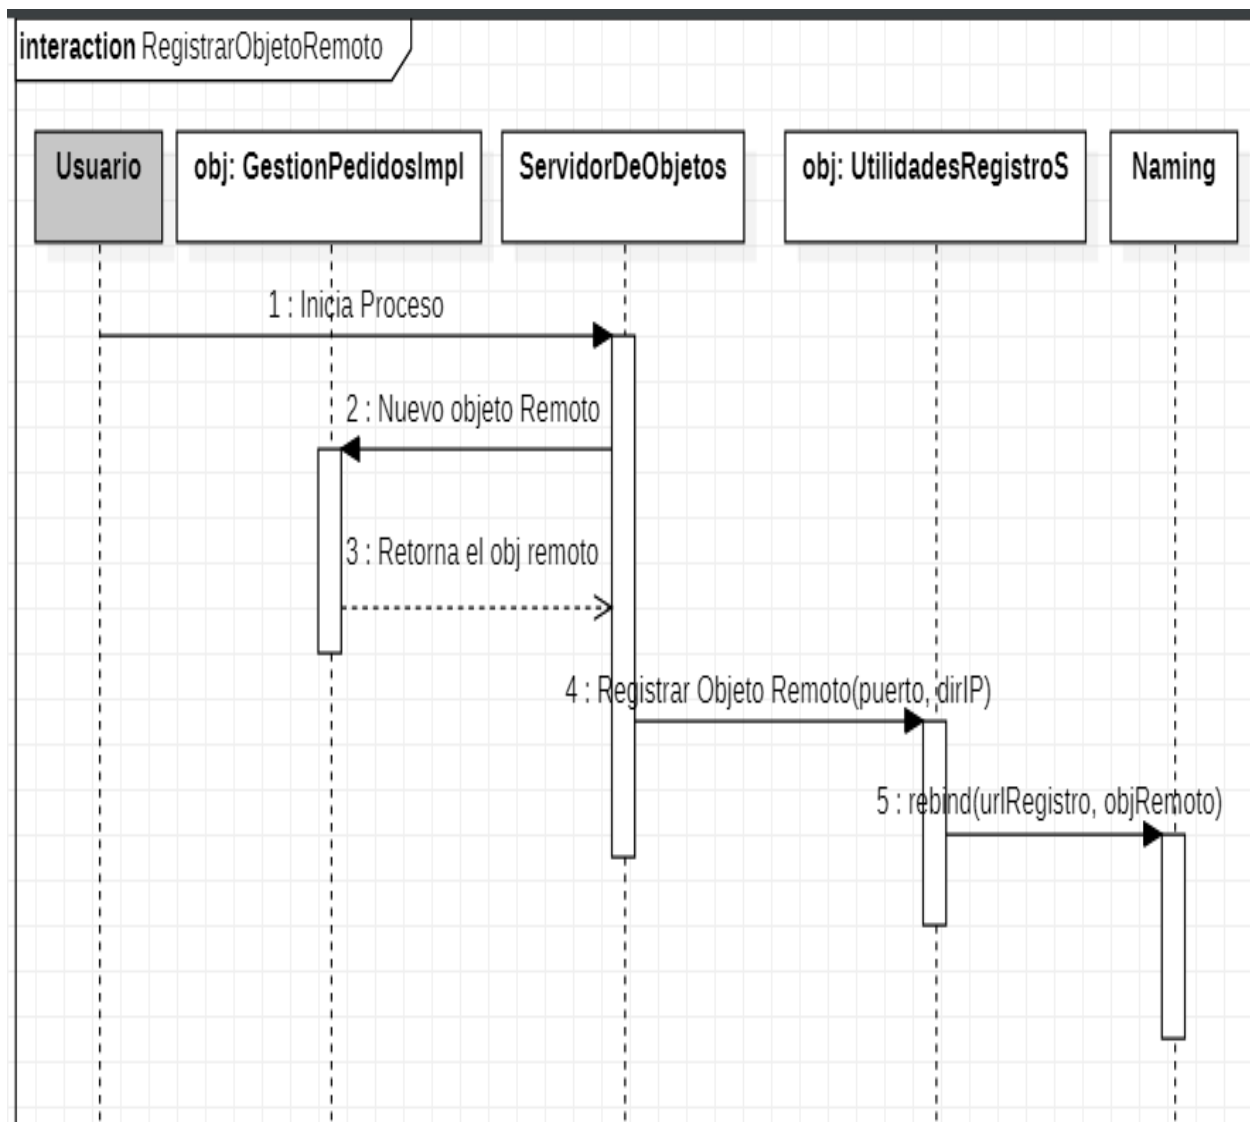 interaction RegistrarObjetoRemoto
Usuario
obj: GestionPedidosImpl
ServidorDeObjetos
obj: UtilidadesRegistroS
Naming
1 : Inicia Proceso
2 : Nuevo objeto Remoto
3 : Retorna el obj remoto
4 : Registrar Objeto Remoto(puerto, dirIP)
5 : rebind(urlRegistro, objRemoto)